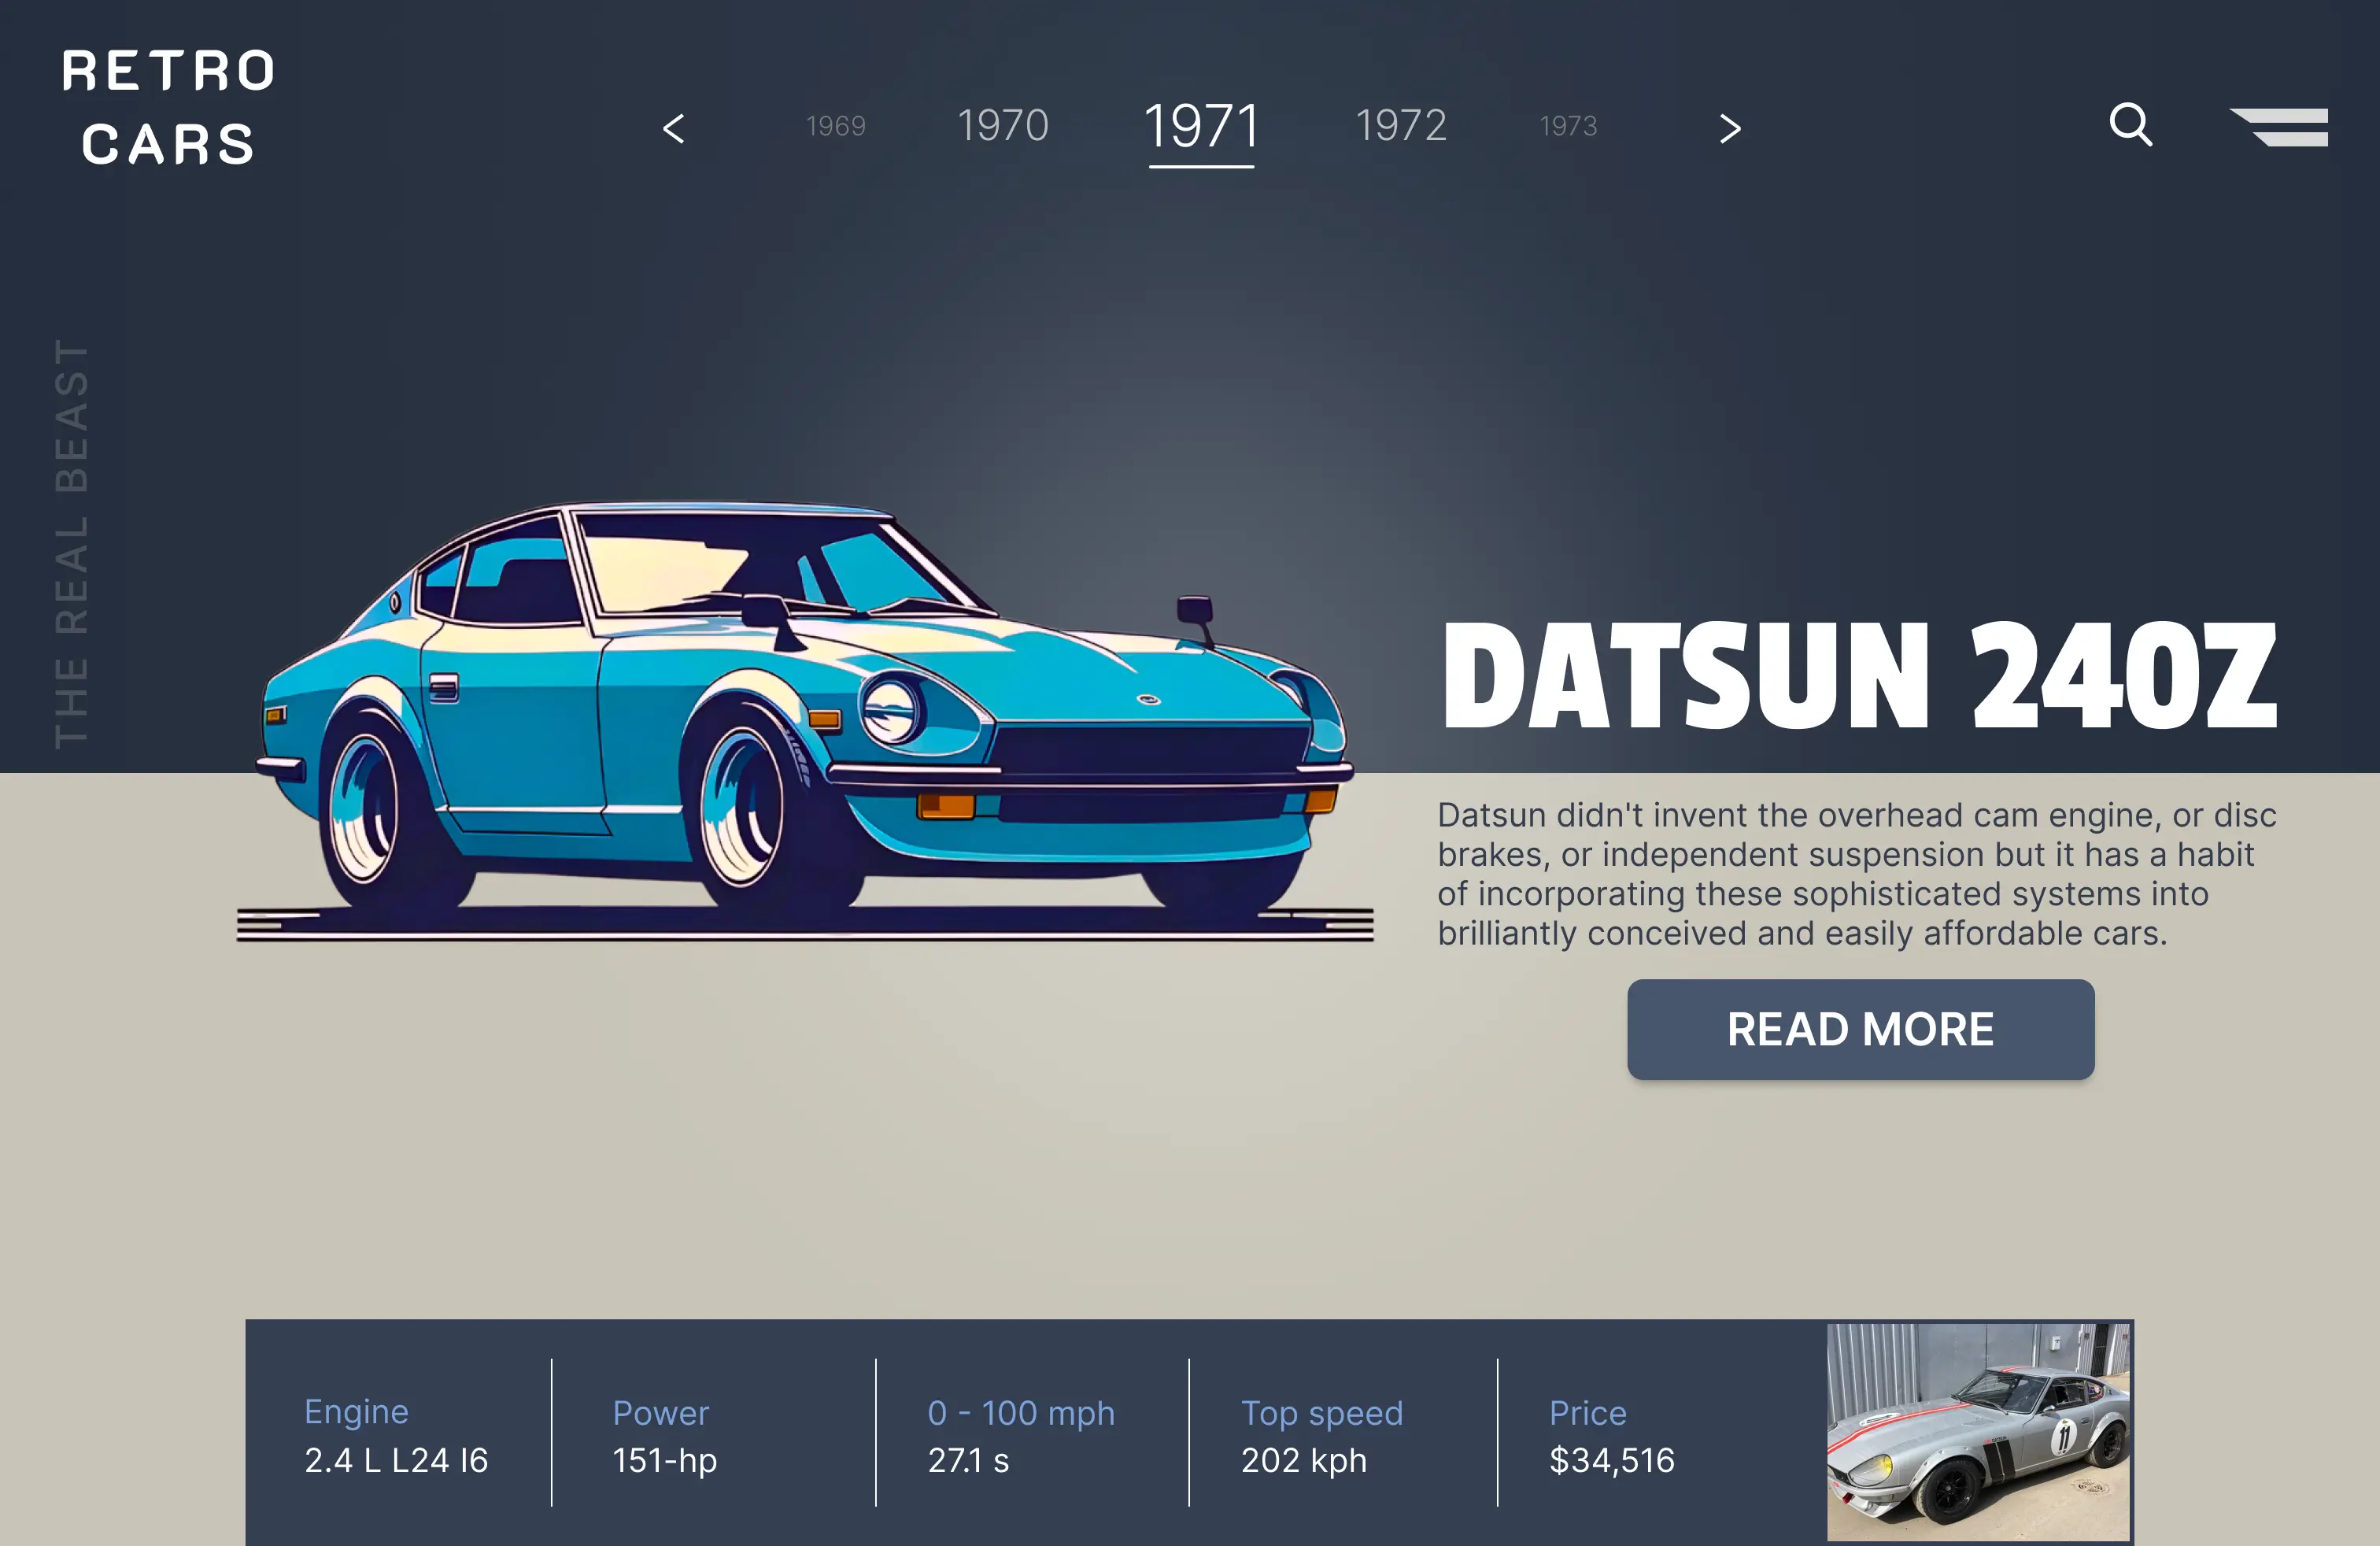 RETRO
CARS
1969
1970
1971
1972
1973
THE REAL BEAST
DATSUN 240Z
Datsun didn't invent the overhead cam engine, or disc
brakes, or independent suspension but it has a habit
of incorporating these sophisticated systems into
brilliantly conceived and easily affordable cars.
READ MORE
Engine
2.4 L L24 I6
Power
151-hp
0 - 100 mph
27.1 s
Top speed
202 kph
Price
$34,516
11